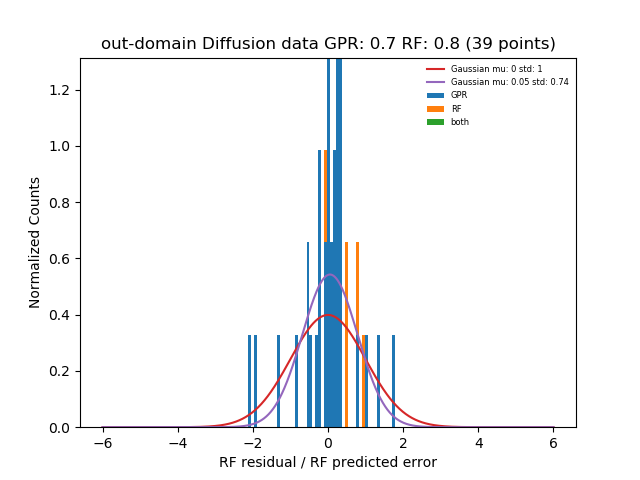 out-domain Diffusion data GPR: 0.7 RF: 0.8 (39 points)
Gaussian mu: 0 std: 1
Gaussian mu: 0.05 std: 0.74
GPR
RF
both
1.2
1.0
0.8
0.6
0.4
0.2
0.0
Normalized Counts
−6 −4 −2 0 2 4 6
RF residual / RF predicted error